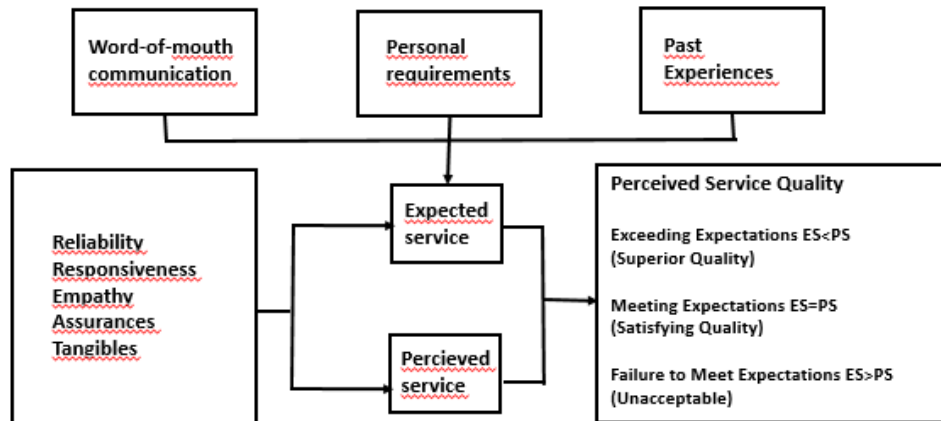 Word-of-mouth
communication
Personal
requirements
Past
Experiences
Reliability
Responsiveness
Empathy
Assurances
Tangibles
Expected
service
Percieved
service
Perceived Service Quality
Exceeding Expectations ES<PS
(Superior Quality)
Meeting Expectations ES=PS
(Satisfying Quality)
Failure to Meet Expectations ES>PS
(Unacceptable)